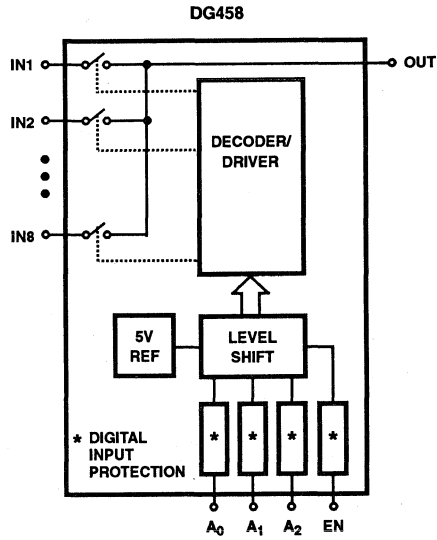 DG458
IN1
OUT
IN2
DECODER/
DRIVER
IN8
5V
REF
LEVEL
SHIFT
* DIGITAL
INPUT
PROTECTION
* * * *
A0 A1 A2 EN